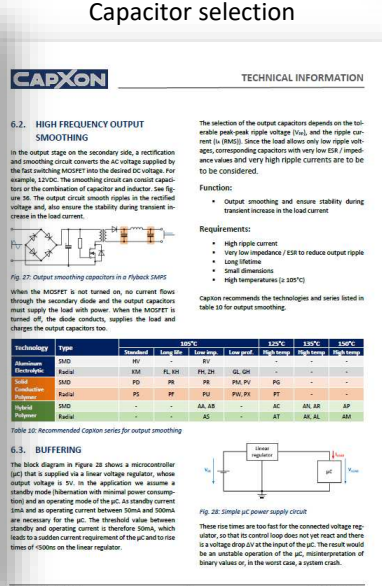 Capacitor selection
CAPXON
TECHNICAL INFORMATION
6.2. HIGH FREQUENCY OUTPUT
SMOOTHING
In the output stage on the secondary side, a rectification
and smoothing circuit converts the AC voltage supplied by
the fast switching MOSFET into the desired DC voltage. For
example, 12VDC. The smoothing circuit can consist capaci-
tors or the combination of capacitor and inductor. See fig-
ure 36. The output circuit smooth ripples in the rectified
voltage and, also ensure the stability during transient in-
crease in the load current.
Fig. 27: Output smoothing capacitors in a Flyback SMPS
When the MOSFET is not turned on, no current flows
through the secondary diode and the output capacitors
must supply the load with power. When the MOSFET is
turned off, the diode conducts, supplies the load and
charges the output capacitors too.
The selection of the output capacitors depends on the tol-
erable peak-peak ripple voltage (Vpp), and the ripple cur-
rent (IR (RMS)). Since the load allows only low ripple volt-
ages, corresponding capacitors with very low ESR / imped-
ance values and very high ripple currents are to be
to be considered.
Function:
• Output smoothing and ensure stability during
transient increase in the load current
Requirements:
• High ripple current
• Very low impedance / ESR to reduce output ripple
• Long lifetime
• Small dimensions
• High temperatures (≥ 105°C)
CapXon recommends the technologies and series listed in
table 10 for output smoothing.
Technology Type 105°C 125°C 135°C 150°C
Standard Long life Low imp. Low prof. High temp High temp High temp
Aluminum Electrolytic SMD HV - RV - - - -
Radial KM FL, KH FH, ZH GL, GH - - -
Solid Conductive Polymer SMD PD PR PR PM, PV PG - -
Radial PS PF PU PW, PX PT - -
Hybrid Polymer SMD - - AA, AB - AC AN, AR AP
Radial - - AS - AT AK, AL AM
Table 10: Recommended CapXon series for output smoothing
6.3. BUFFERING
The block diagram in Figure 28 shows a microcontroller
(µC) that is supplied via a linear voltage regulator, whose
output voltage is 5V. In the application we assume a
standby mode (hibernation with minimal power consump-
tion) and an operating mode of the µC. As standby current
1mA and as operating current between 50mA and 500mA
are necessary for the µC. The threshold value between
standby and operating current is therefore 50mA, which
leads to a sudden current requirement of the µC and to rise
times of <500ns on the linear regulator.
Linear
regulator
µC
Fig. 28: Simple µC power supply circuit
These rise times are too fast for the connected voltage reg-
ulator, so that its control loop does not yet react and there
is a voltage drop ΔV at the input of the µC. The result would
be an unstable operation of the µC, misinterpretation of
binary values or, in the worst case, a system crash.